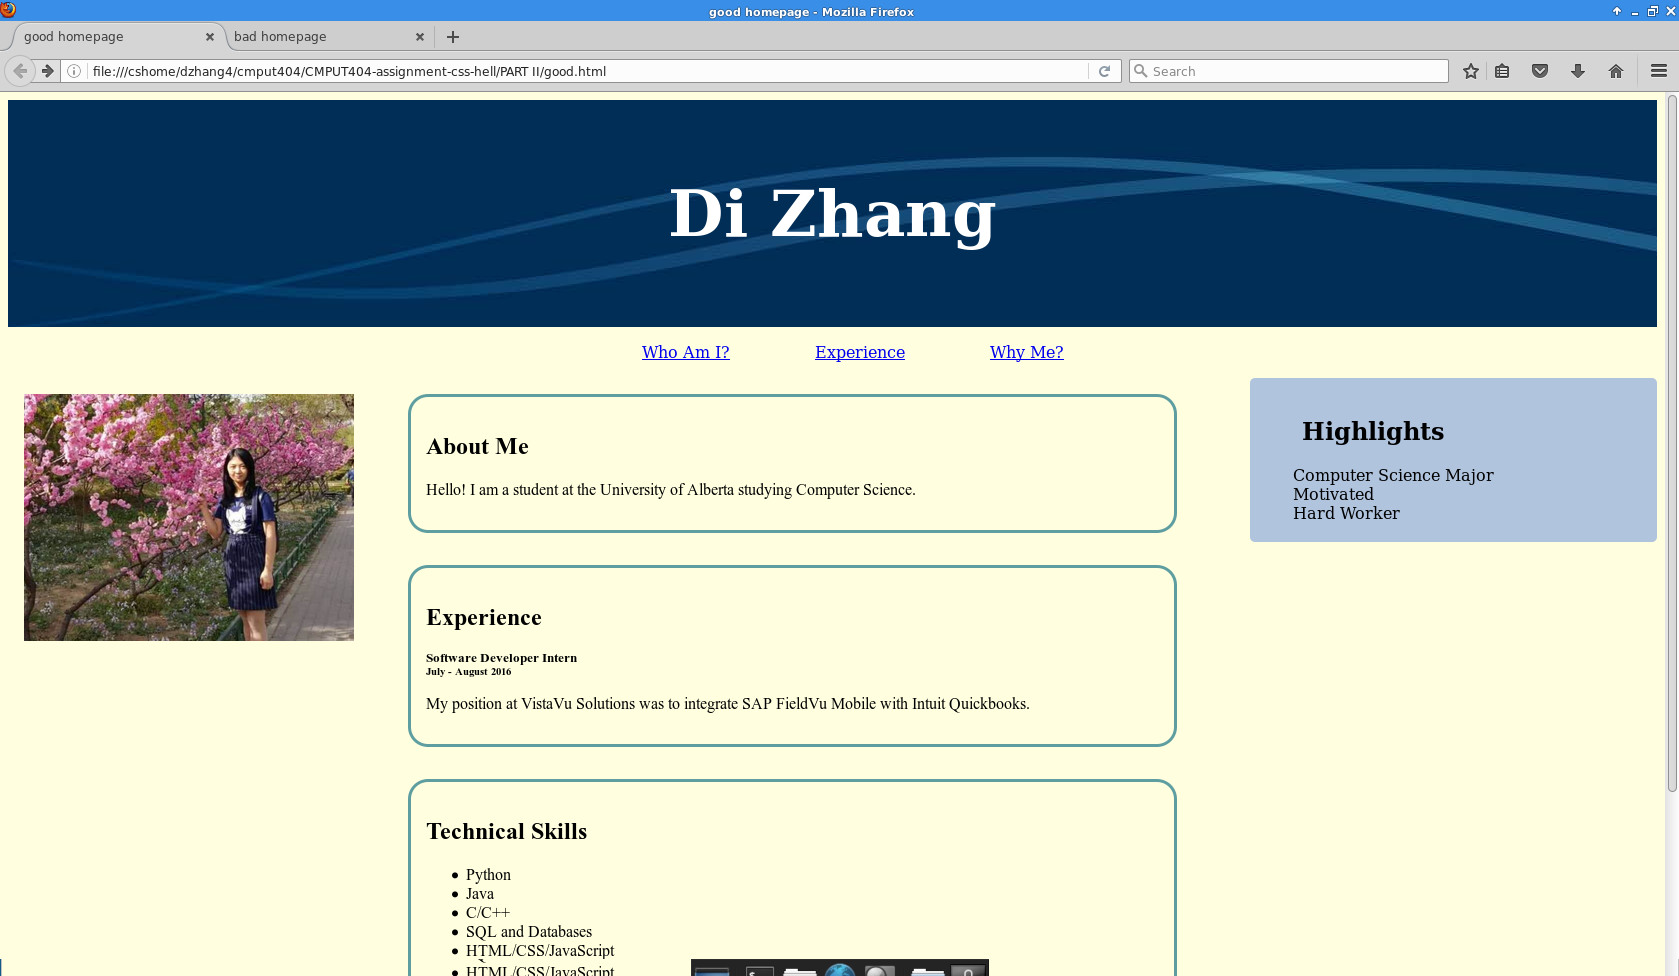 good homepage - Mozilla Firefox
good homepage
bad homepage
file:///cshome/dzhang4/cmput404/CMPUT404-assignment-css-hell/PART II/good.html
Search
Di Zhang
Who Am I?
Experience
Why Me?
About Me
Hello! I am a student at the University of Alberta studying Computer Science.
Experience
Software Developer Intern
July - August 2016
My position at VistaVu Solutions was to integrate SAP FieldVu Mobile with Intuit Quickbooks.
Technical Skills
Python
Java
C/C++
SQL and Databases
HTML/CSS/JavaScript
HTML/CSS/JavaScript
Highlights
Computer Science Major
Motivated
Hard Worker